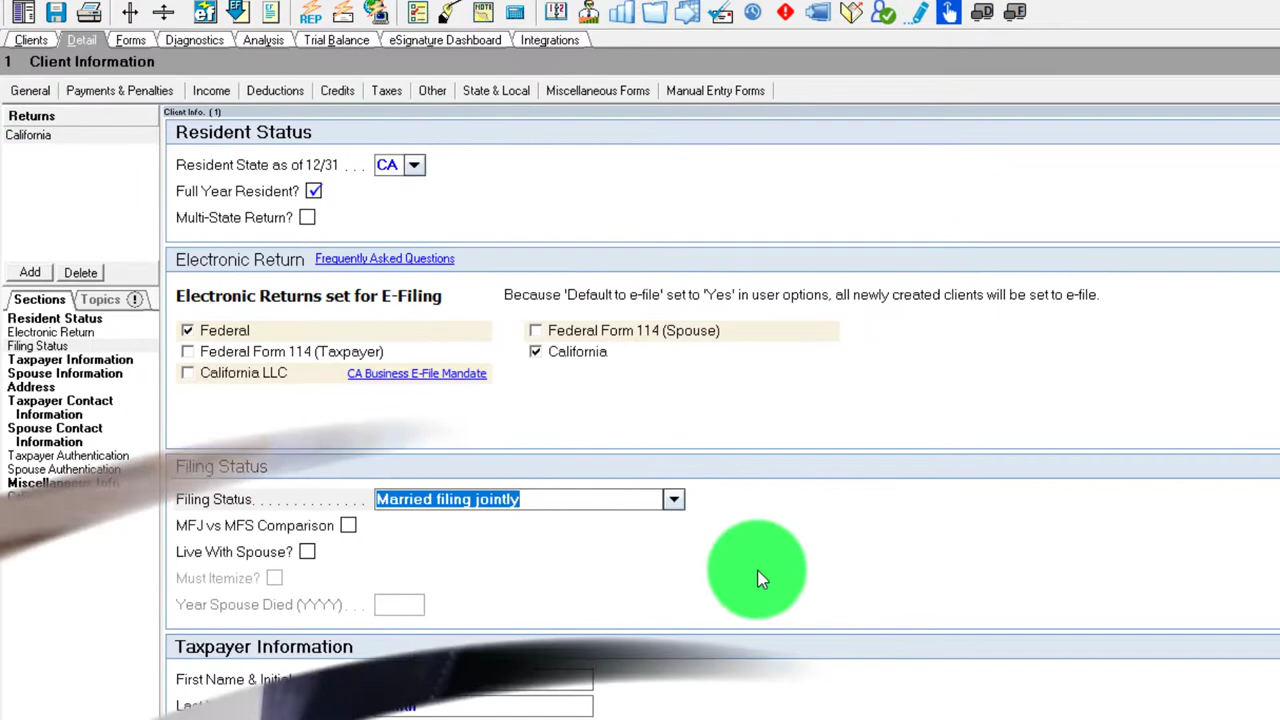 REP
NOTE
Clients Detail Forms Diagnostics Analysis Trial Balance eSignature Dashboard Integrations
1 Client Information
General Payments & Penalties Income Deductions Credits Taxes Other State & Local Miscellaneous Forms Manual Entry Forms
Returns
California
Add Delete
Sections Topics
Resident Status
Electronic Return
Filing Status
Taxpayer Information
Spouse Information
Address
Taxpayer Contact
Information
Spouse Contact
Information
Taxpayer Authentication
Spouse Authentication
Miscellaneous Info
Client Info. (1)
Resident Status
Resident State as of 12/31 . . . CA
Full Year Resident?
Multi-State Return?
Electronic Return Frequently Asked Questions
Electronic Returns set for E-Filing Because 'Default to e-file' set to 'Yes' in user options, all newly created clients will be set to e-file.
Federal Federal Form 114 (Spouse)
Federal Form 114 (Taxpayer) California
California LLC CA Business E-File Mandate
Filing Status
Filing Status. . . . . . . . . . . . . Married filing jointly
MFJ vs MFS Comparison
Live With Spouse?
Must Itemize?
Year Spouse Died (YYYY) . . .
Taxpayer Information
First Name & Initial